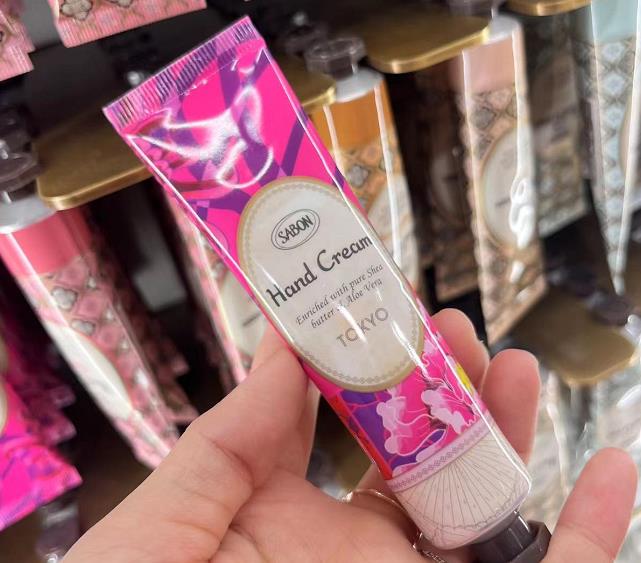 SABON
Hand Cream
Enriched with pure Shea
butter & Aloe Vera
TOKYO